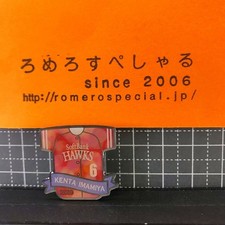 ろめろすぺしゃる
since 2006
http://romerospecial.jp/
SoftBank
HAWKS
6
KENTA IMAMIYA